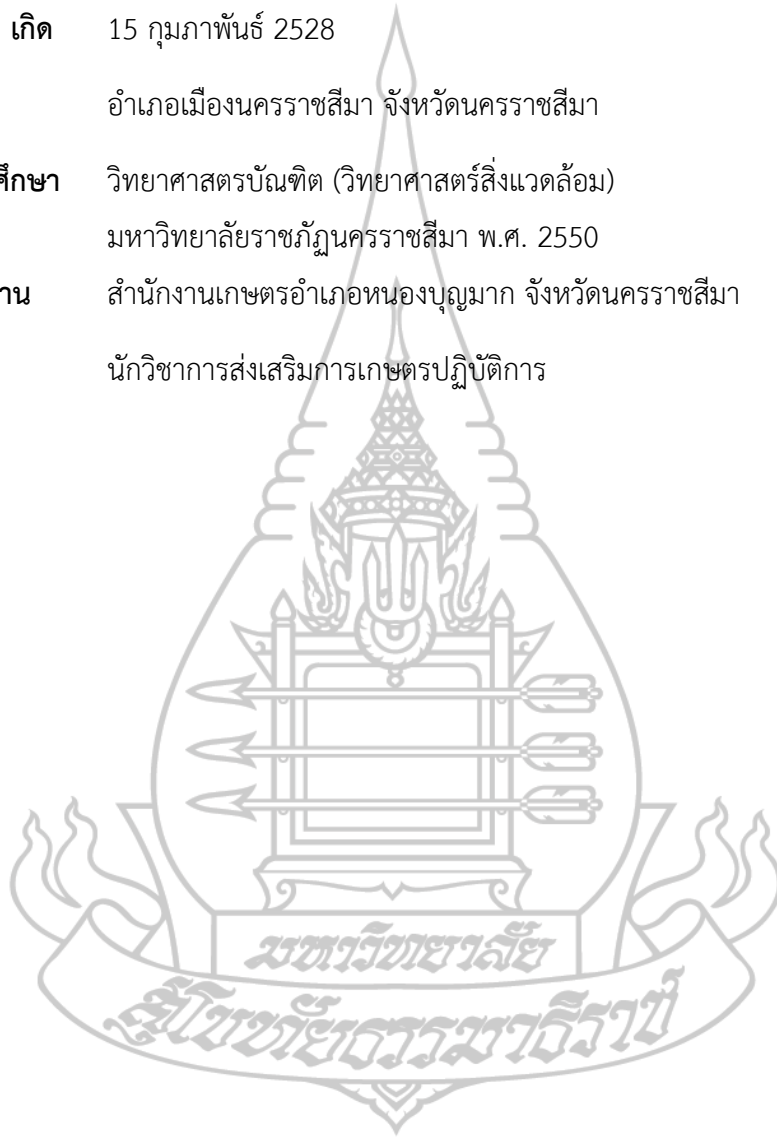 เกิด 15 กุมภาพันธ์ 2528
อำเภอเมืองนครราชสีมา จังหวัดนครราชสีมา
ศึกษา วิทยาศาสตรบัณฑิต (วิทยาศาสตร์สิ่งแวดล้อม)
มหาวิทยาลัยราชภัฏนครราชสีมา พ.ศ. 2550
าน สำนักงานเกษตรอำเภอหนองบุญมาก จังหวัดนครราชสีมา
นักวิชาการส่งเสริมการเกษตรปฏิบัติการ
มหาวิทยาลัย
สุโขทัยธรรมาธิราช